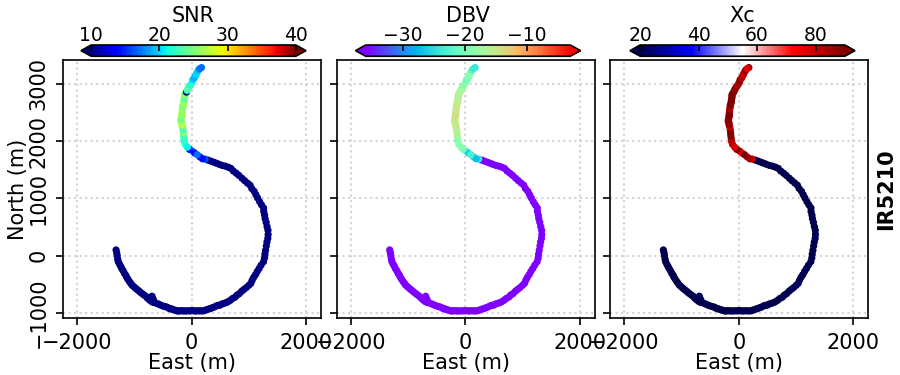 SNR
10 20 30 40
DBV
−30 −20 −10
Xc
20 40 60 80
North (m)
3000
2000
1000
0
−1000
−2000 0 2000
East (m)
−2000 0 2000
East (m)
−2000 0 2000
East (m)
IR5210